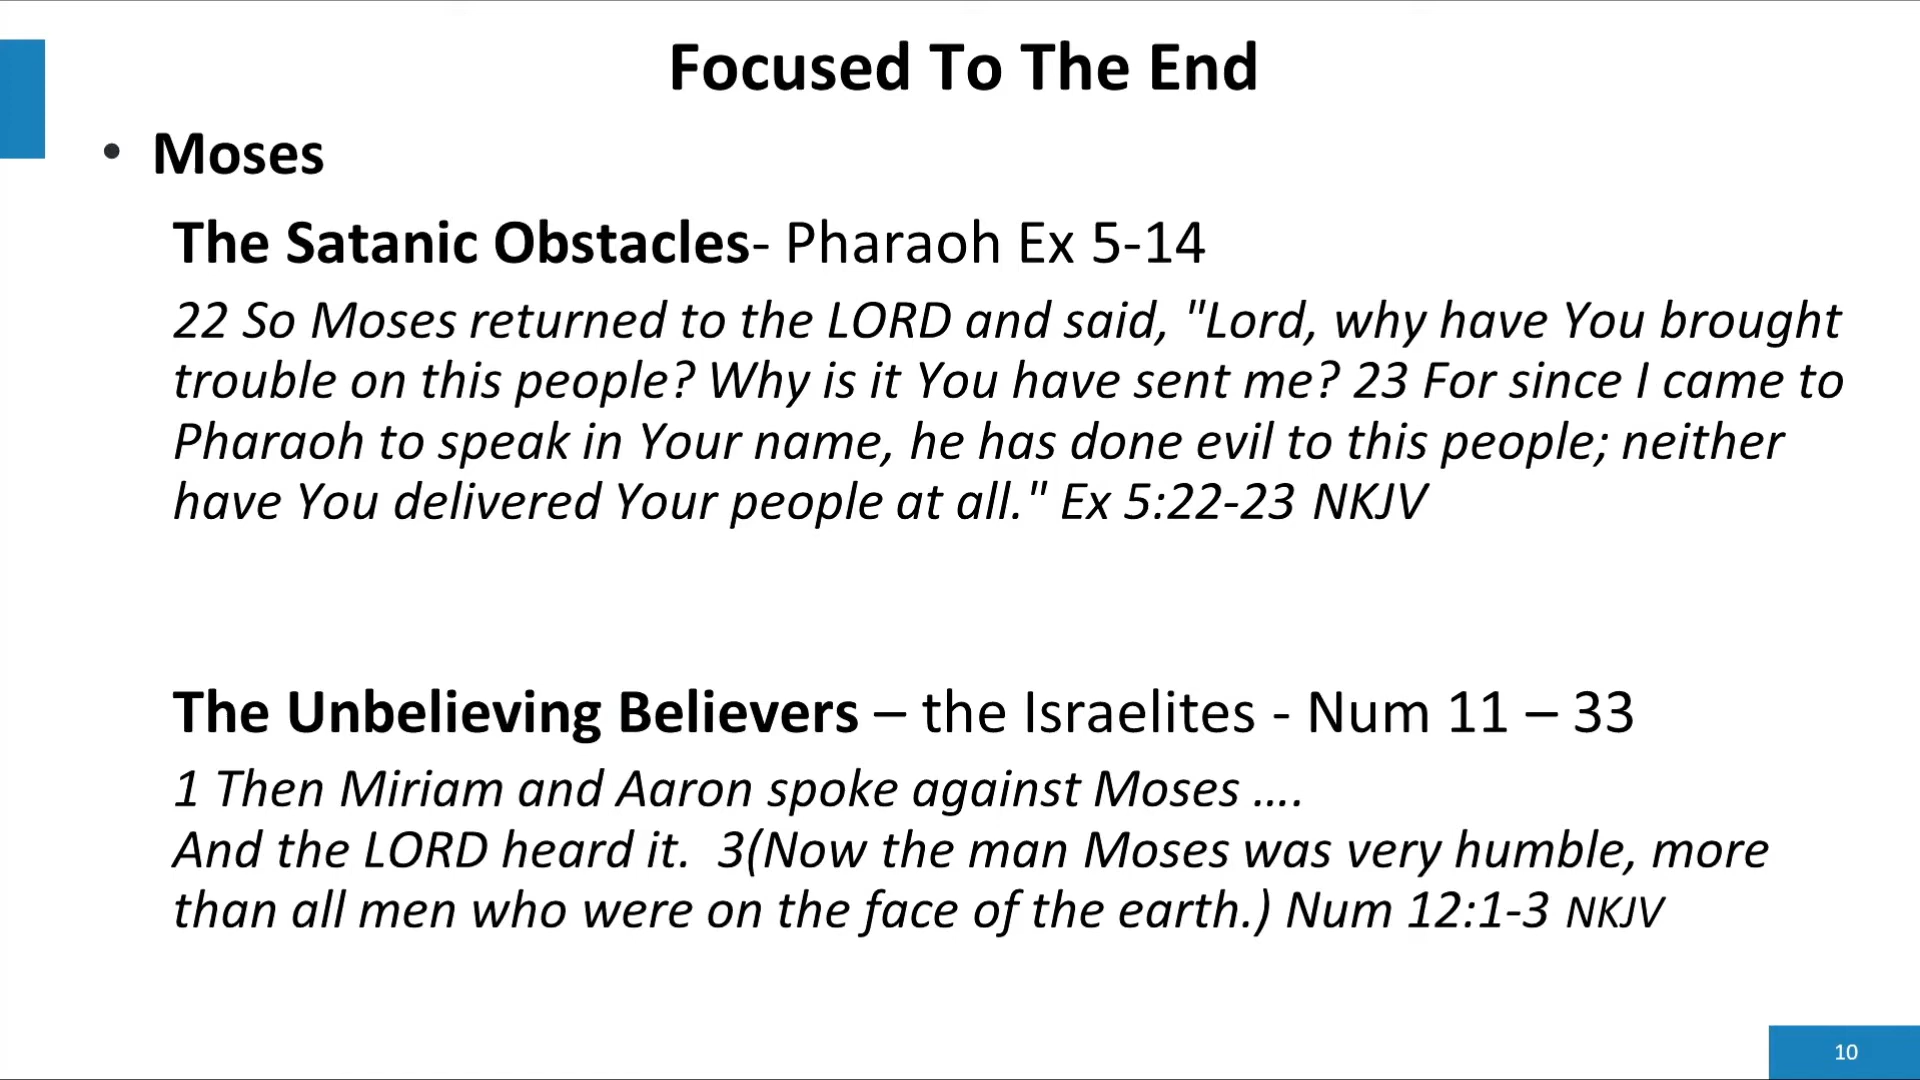 Focused To The End
• Moses
The Satanic Obstacles- Pharaoh Ex 5-14
22 So Moses returned to the LORD and said, "Lord, why have You brought
trouble on this people? Why is it You have sent me? 23 For since I came to
Pharaoh to speak in Your name, he has done evil to this people; neither
have You delivered Your people at all." Ex 5:22-23 NKJV
The Unbelieving Believers – the Israelites - Num 11 – 33
1 Then Miriam and Aaron spoke against Moses ….
And the LORD heard it.  3(Now the man Moses was very humble, more
than all men who were on the face of the earth.) Num 12:1-3 NKJV
10